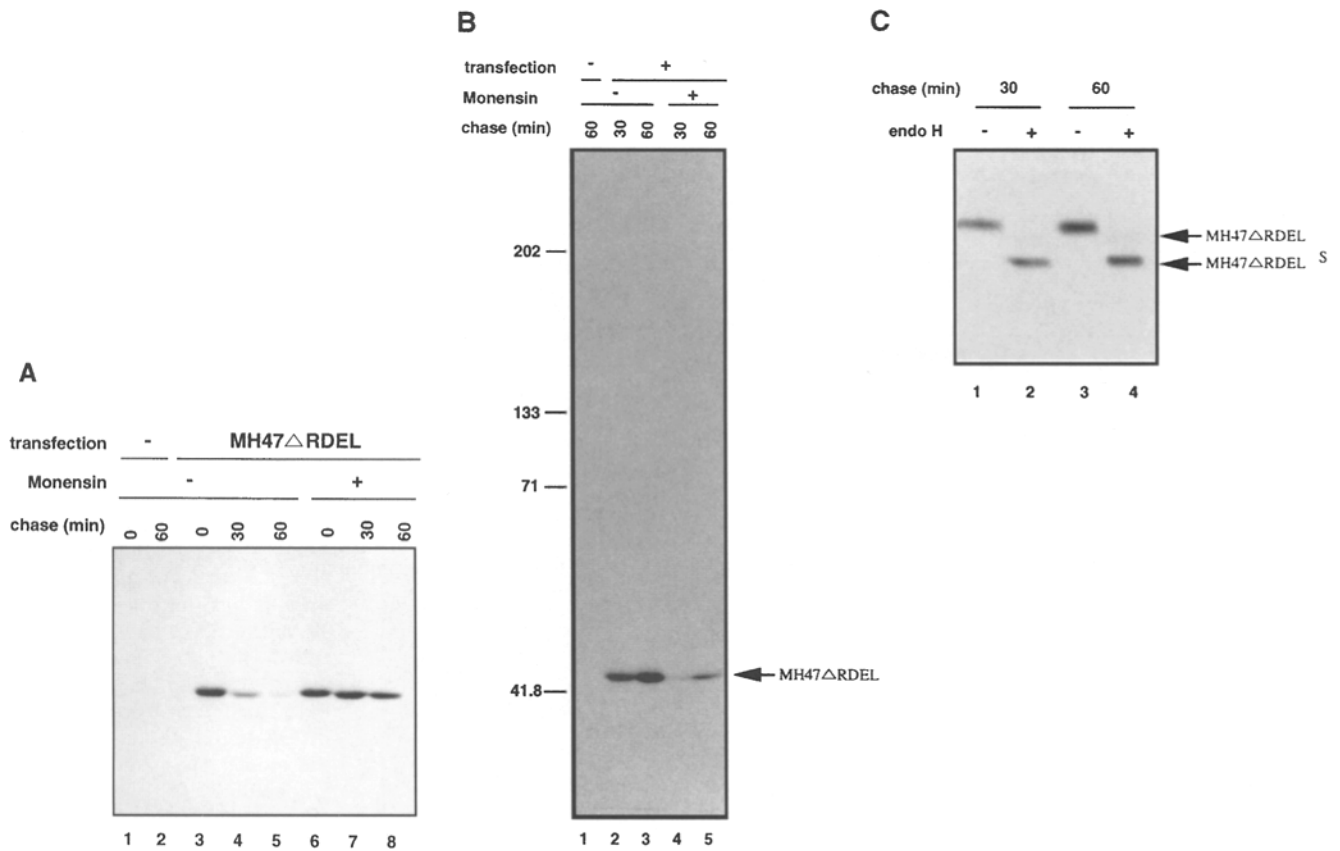 A
transfection - MH47△RDEL
Monensin - +
chase (min) 0 60 0 30 60 0 30 60
1 2 3 4 5 6 7 8
B
transfection - +
Monensin - +
chase (min) 60 30 60 30 60
202
133
71
41.8
MH47△RDEL
1 2 3 4 5
C
chase (min) 30 60
endo H - + - +
MH47△RDEL
MH47△RDEL S
1 2 3 4